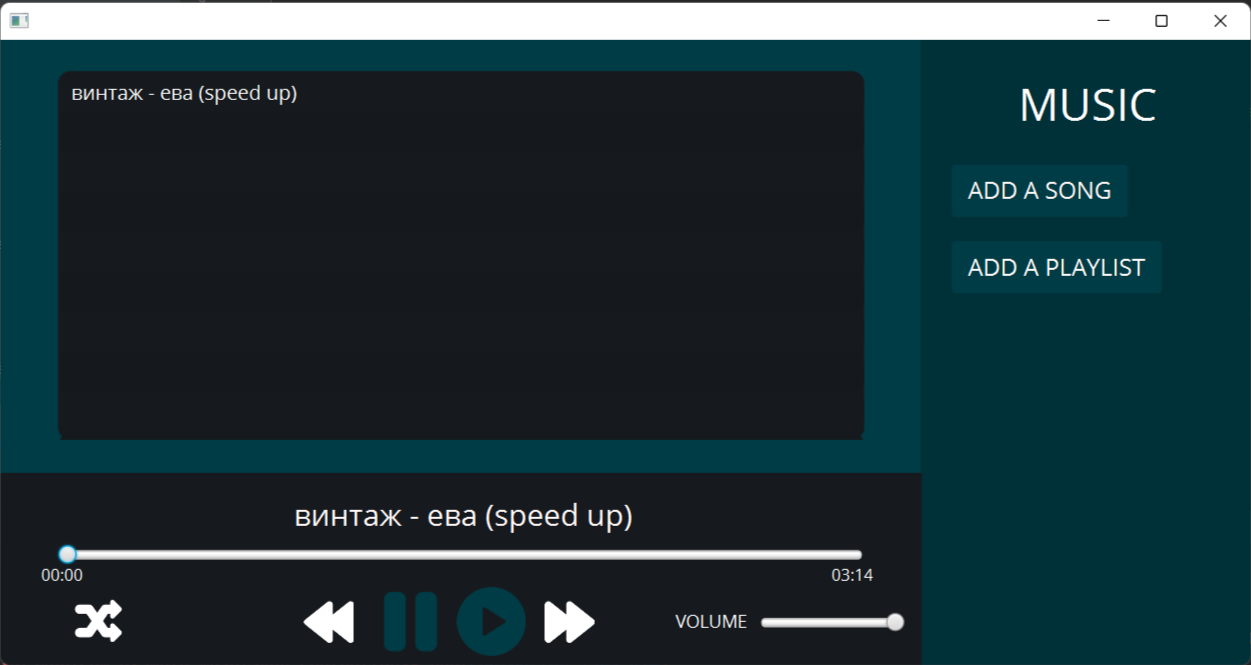 винтаж - ева (speed up)
MUSIC
ADD A SONG
ADD A PLAYLIST
винтаж - ева (speed up)
00:00
03:14
VOLUME